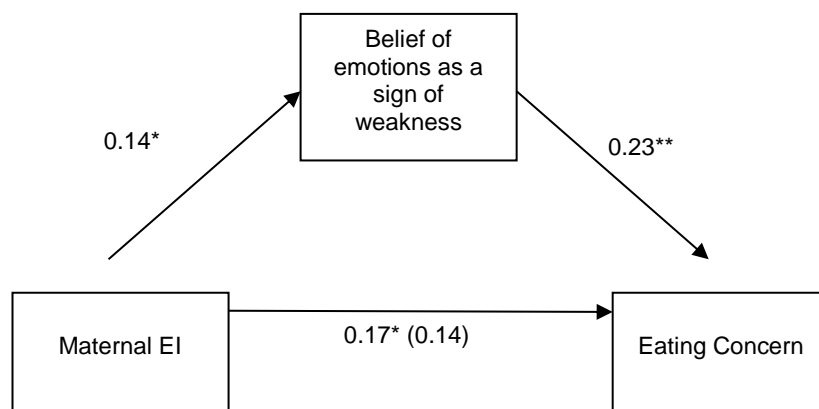 Belief of
emotions as a
sign of
weakness
0.14*
0.23**
Maternal EI
0.17* (0.14)
Eating Concern